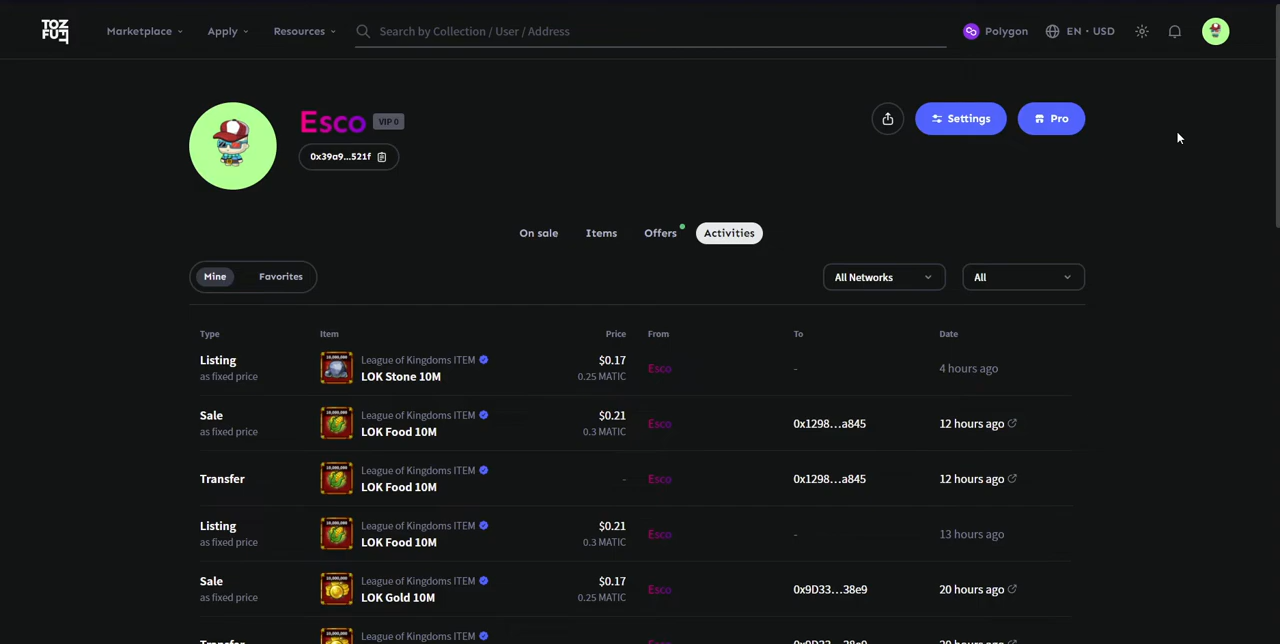 TOZ
FU
Marketplace
Apply
Resources
Search by Collection / User / Address
Polygon
EN · USD
Esco
VIP 0
0x39a9...521f
Settings
Pro
On sale
Items
Offers
Activities
Mine
Favorites
All Networks
All
Type Item Price From To Date
Listing League of Kingdoms ITEM $0.17
as fixed price LOK Stone 10M 0.25 MATIC Esco - 4 hours ago
Sale League of Kingdoms ITEM $0.21
as fixed price LOK Food 10M 0.3 MATIC Esco 0x1298...a845 12 hours ago
League of Kingdoms ITEM
Transfer LOK Food 10M - Esco 0x1298...a845 12 hours ago
Listing League of Kingdoms ITEM $0.21
as fixed price LOK Food 10M 0.3 MATIC Esco - 13 hours ago
Sale League of Kingdoms ITEM $0.17
as fixed price LOK Gold 10M 0.25 MATIC Esco 0x9D33...38e9 20 hours ago
League of Kingdoms ITEM
Transfer Esco 0x9D33...38e9 20 hours ago